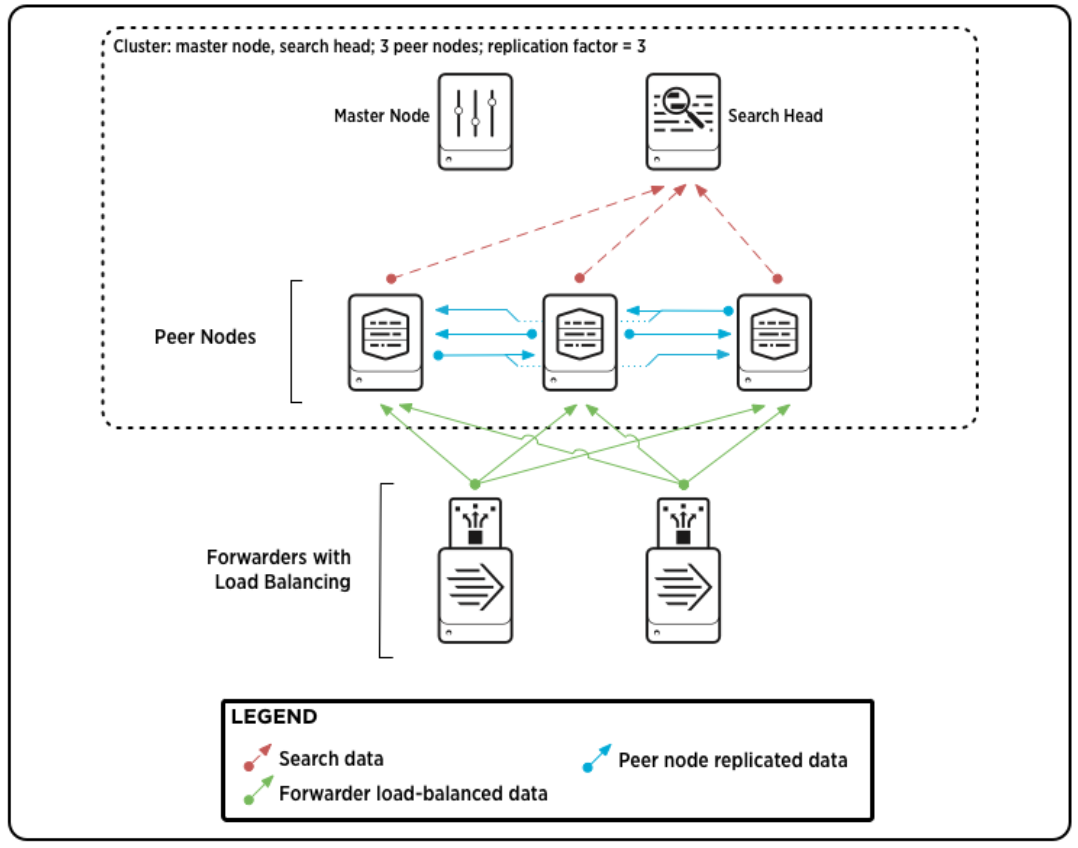 Cluster: master node, search head; 3 peer nodes; replication factor = 3
Master Node
Search Head
Peer Nodes
Forwarders with
Load Balancing
LEGEND
Search data
Peer node replicated data
Forwarder load-balanced data